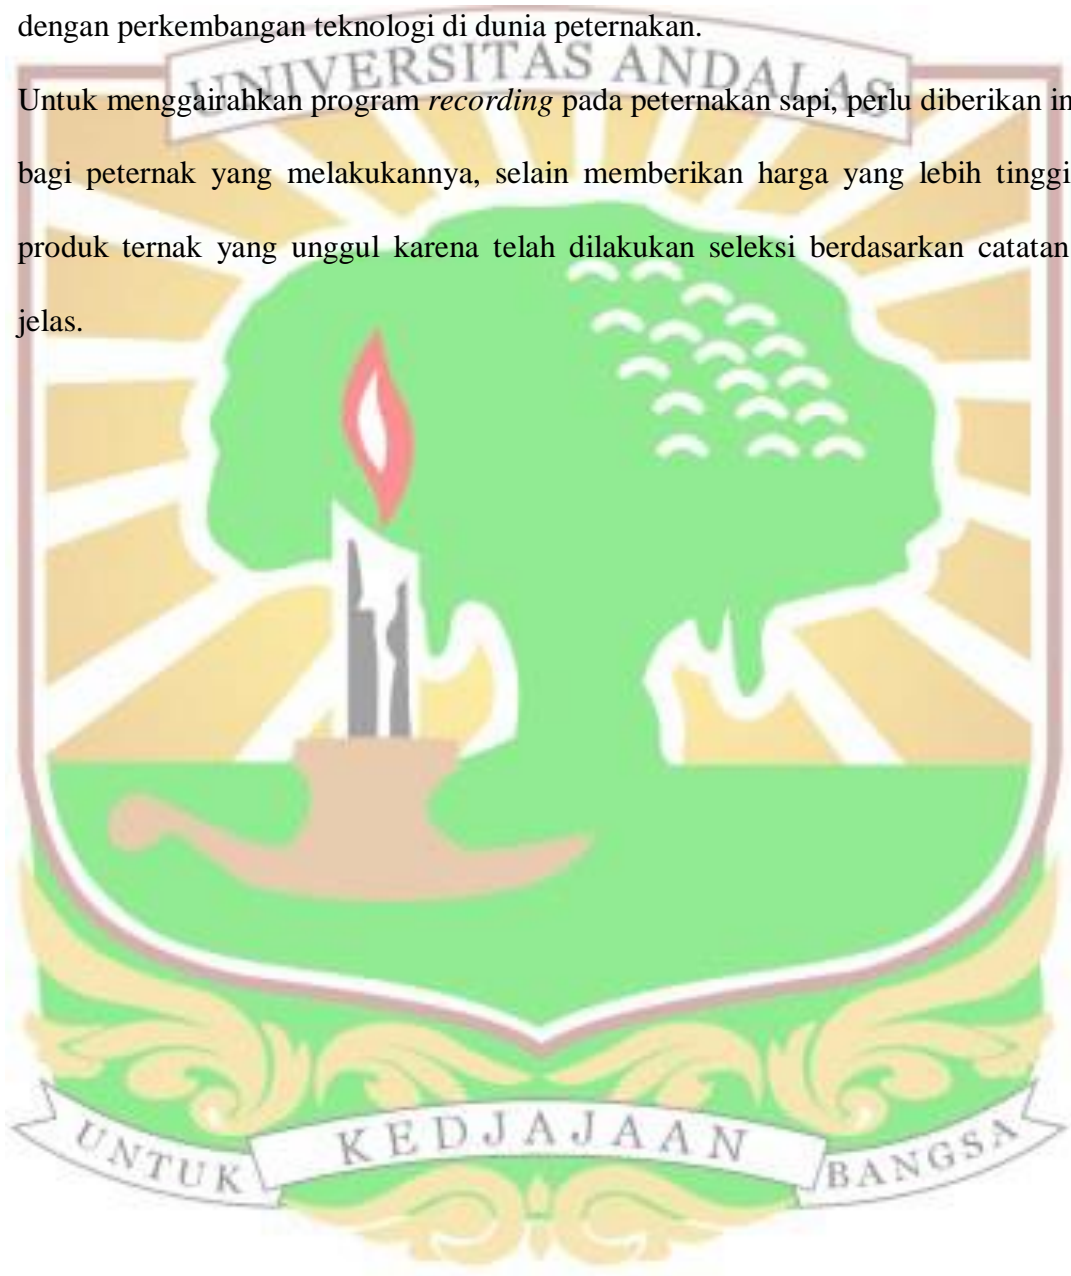 dengan perkembangan teknologi di dunia peternakan.
UNIVERSITAS ANDALAS
Untuk menggairahkan program recording pada peternakan sapi, perlu diberikan in
bagi peternak yang melakukannya, selain memberikan harga yang lebih tinggi
produk ternak yang unggul karena telah dilakukan seleksi berdasarkan catatan
jelas.
UNTUK KEDJAJAAN BANGSA